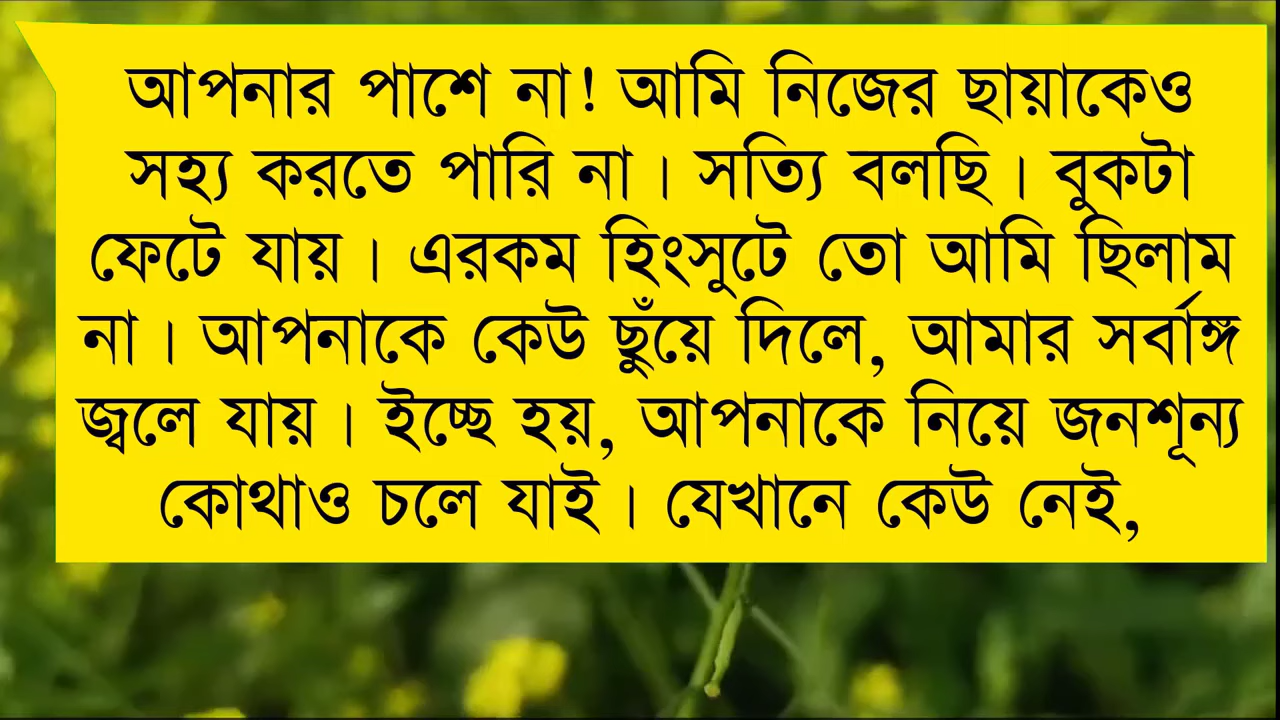 আপনার পাশে না! আমি নিজের ছায়াকেও
সহ্য করতে পারি না। সত্যি বলছি। বুকটা
ফেটে যায়। এরকম হিংসুটে তো আমি ছিলাম
না। আপনাকে কেউ ছুঁয়ে দিলে, আমার সর্বাঙ্গ
জ্বলে যায়। ইচ্ছে হয়, আপনাকে নিয়ে জনশূন্য
কোথাও চলে যাই। যেখানে কেউ নেই,